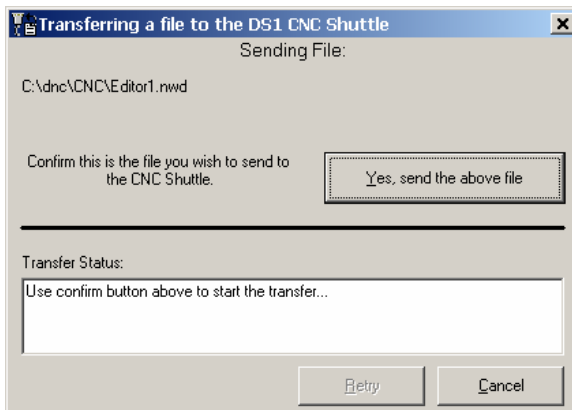 Transferring a file to the DS1 CNC Shuttle
Sending File:
C:\dnc\CNC\Editor1.nwd
Confirm this is the file you wish to send to
the CNC Shuttle.
Yes, send the above file
Transfer Status:
Use confirm button above to start the transfer...
Retry
Cancel